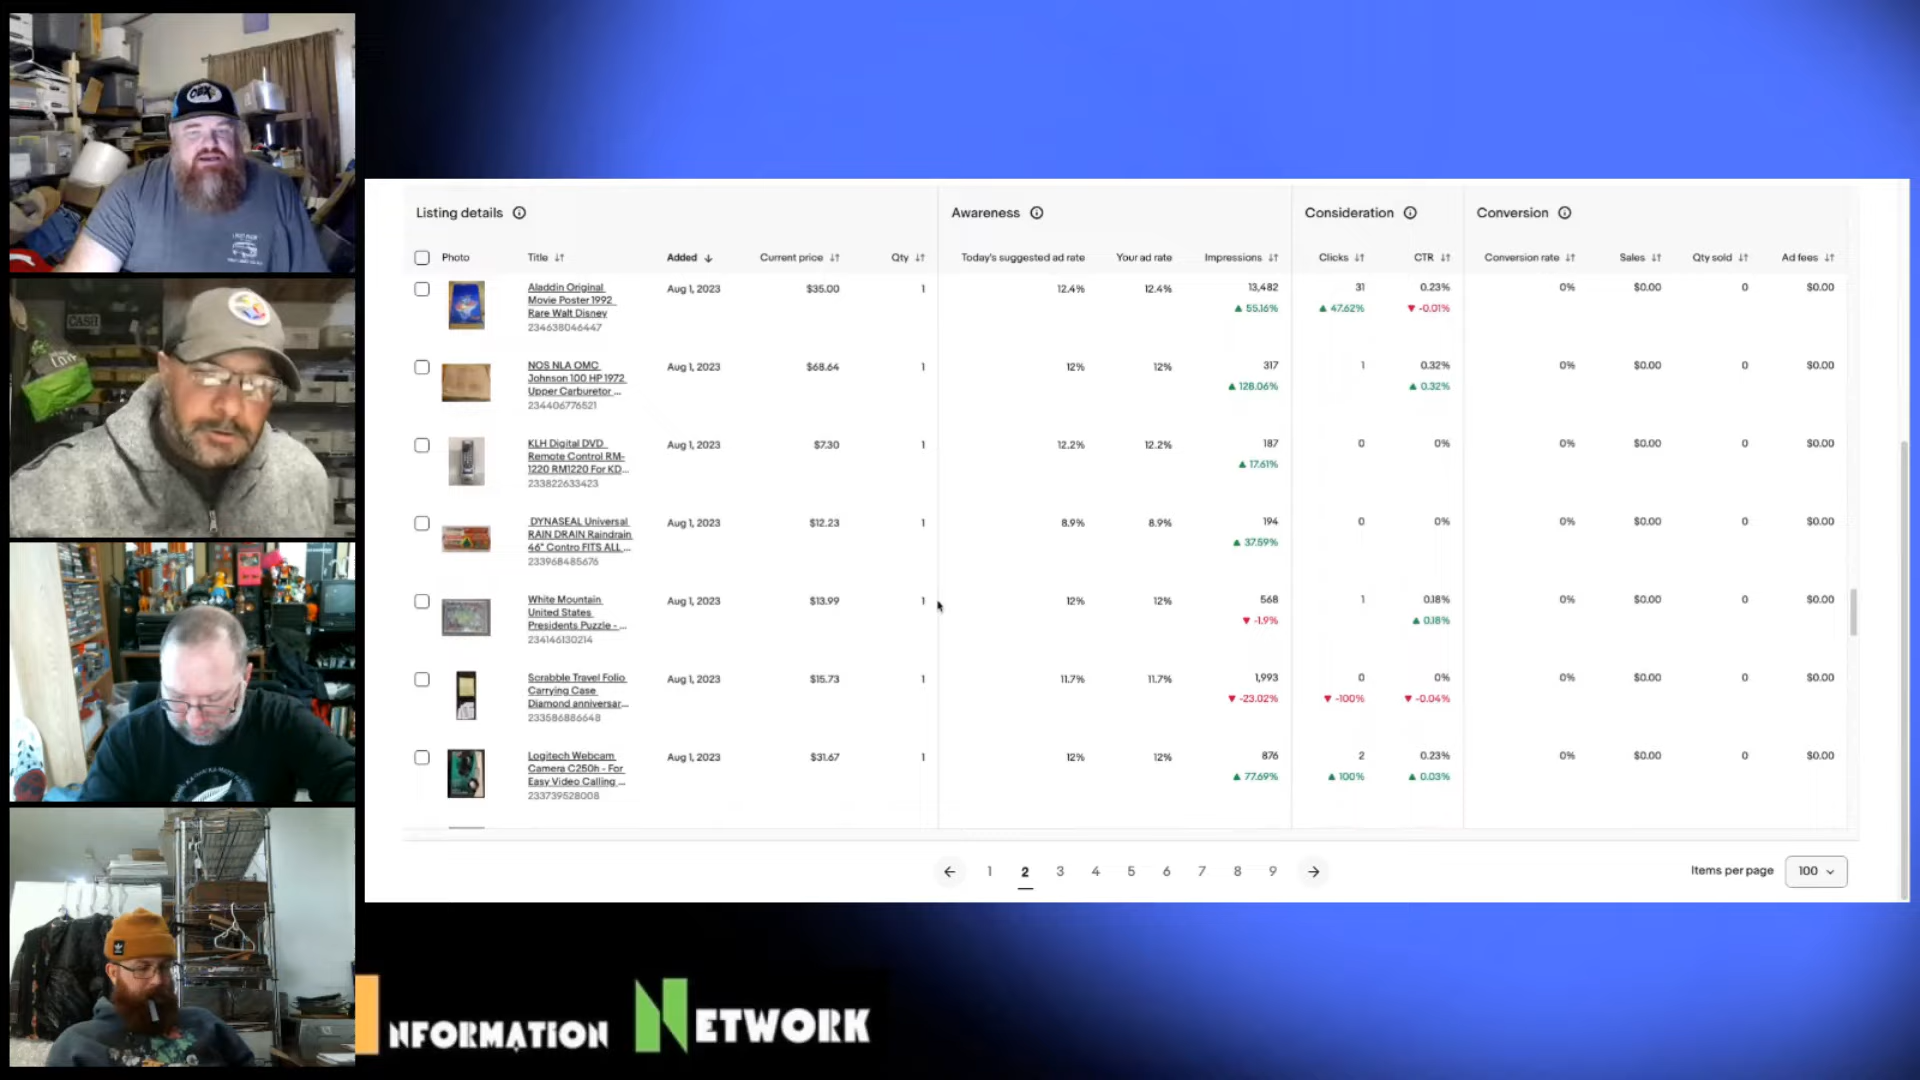 CASH
Listing details
Awareness
Consideration
Conversion
Photo Title Added Current price Qty Today's suggested ad rate Your ad rate Impressions Clicks CTR Conversion rate Sales Qty sold Ad fees
Aladdin Original Aug 1, 2023 $35.00 1 12.4% 12.4% 13,482 31 0.23% 0% $0.00 0 $0.00
Movie Poster 1992 55.16% 47.62% -0.01%
Rare Walt Disney
234638046447
NOS NLA OMC Aug 1, 2023 $68.64 1 12% 12% 317 1 0.32% 0% $0.00 0 $0.00
Johnson 100 HP 1972 128.06% 0.32%
Upper Carburetor ...
234406776521
KLH Digital DVD Aug 1, 2023 $7.30 1 12.2% 12.2% 187 0 0% 0% $0.00 0 $0.00
Remote Control RM- 17.61%
1220 RM1220 For KD...
233822633423
DYNASEAL Universal Aug 1, 2023 $12.23 1 8.9% 8.9% 194 0 0% 0% $0.00 0 $0.00
RAIN DRAIN Raindrain 37.59%
46" Contro FITS ALL ...
233968485676
White Mountain Aug 1, 2023 $13.99 1 12% 12% 568 1 0.18% 0% $0.00 0 $0.00
United States -1.9% 0.18%
Presidents Puzzle - ...
234146130214
Scrabble Travel Folio Aug 1, 2023 $15.73 1 11.7% 11.7% 1,993 0 0% 0% $0.00 0 $0.00
Carrying Case -23.02% -100% -0.04%
Diamond anniversar...
233586886648
Logitech Webcam Aug 1, 2023 $31.67 1 12% 12% 876 2 0.23% 0% $0.00 0 $0.00
Camera C250h - For 77.69% 100% 0.03%
Easy Video Calling ...
233739528008
1 2 3 4 5 6 7 8 9
Items per page 100
INFORMATION NETWORK